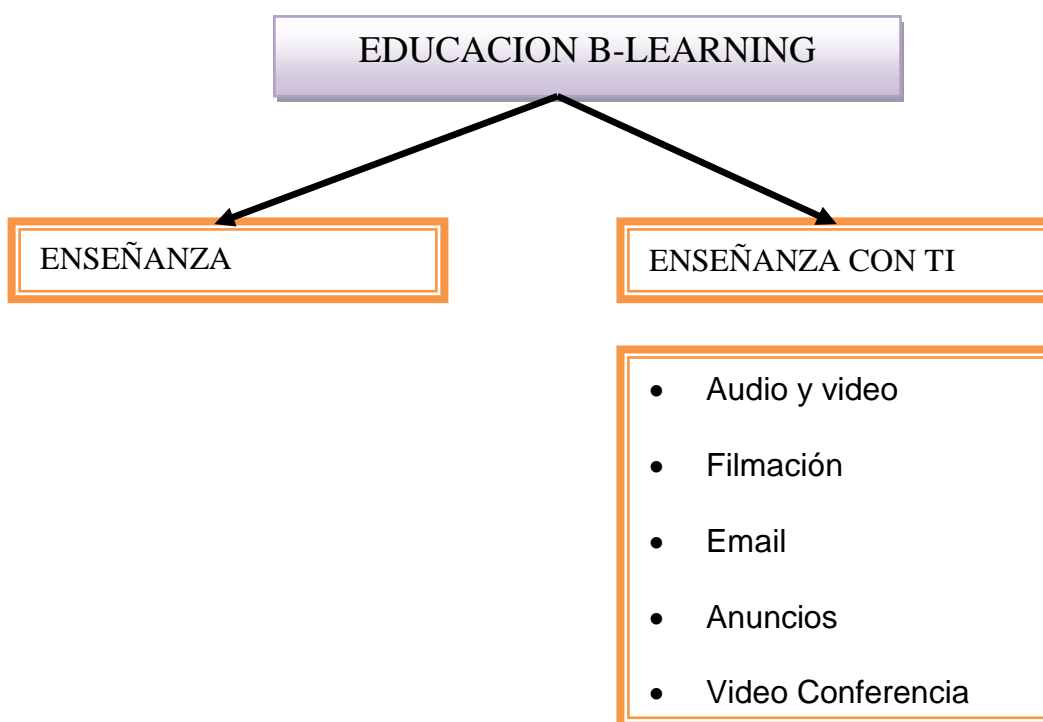 EDUCACION B-LEARNING
ENSEÑANZA
ENSEÑANZA CON TI
• Audio y video
• Filmación
• Email
• Anuncios
• Video Conferencia